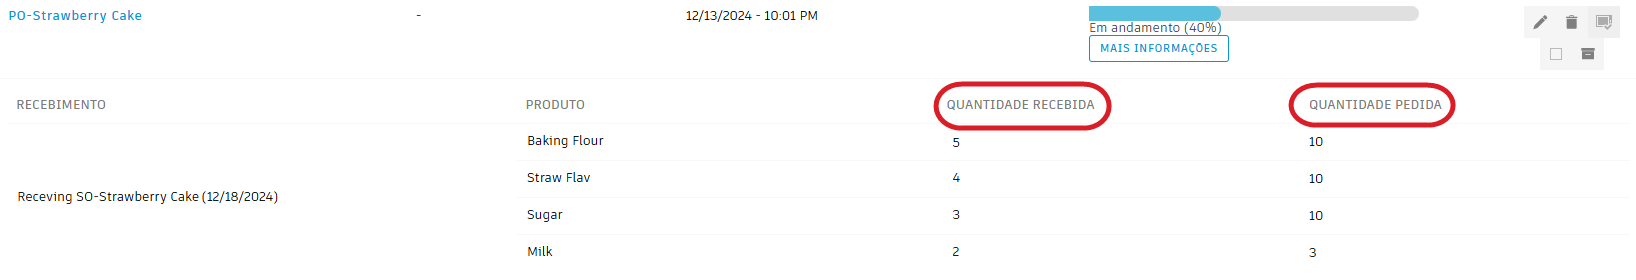 PO-Strawberry Cake - 12/13/2024 - 10:01 PM
Em andamento (40%)
MAIS INFORMAÇÕES
RECEBIMENTO PRODUTO QUANTIDADE RECEBIDA QUANTIDADE PEDIDA
Baking Flour 5 10
Straw Flav 4 10
Receving SO-Strawberry Cake (12/18/2024)
Sugar 3 10
Milk 2 3